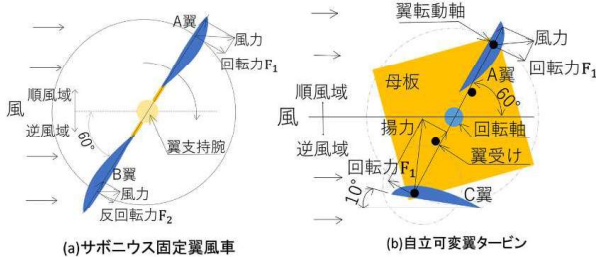 A翼
風力
回転力F₁
順風域
風
逆風域
60°
翼支持腕
B翼
風力
反回転力F₂
(a)サボニウス固定翼風車
翼転動軸
風力
回転力F₁
母板
A翼
60°
順風域
風
揚力
回転軸
逆風域
翼受け
回転力F₁
10°
C翼
(b)自立可変翼タービン